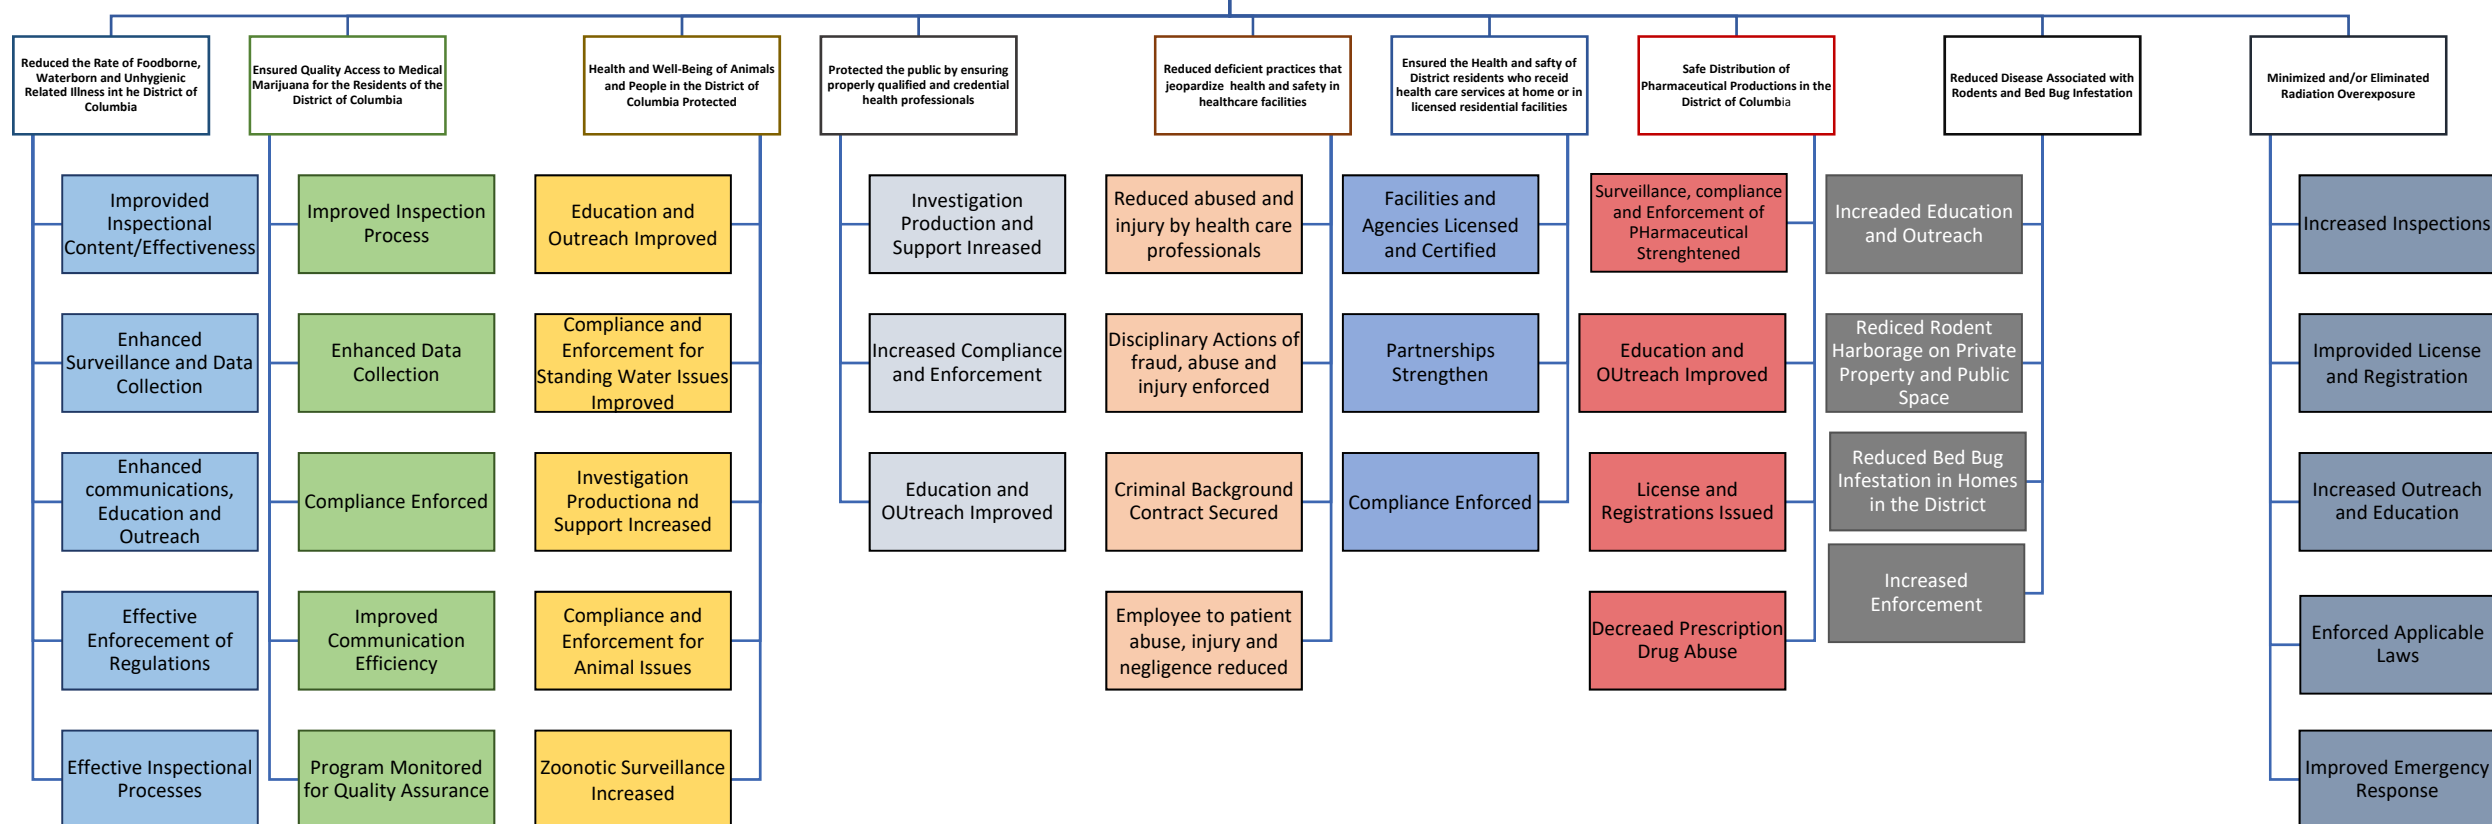 Reduced the Rate of Foodborne,
Waterborn and Unhygienic
Related Illness int he District of
Columbia
Ensured Quality Access to Medical
Marijuana for the Residents of the
District of Columbia
Health and Well-Being of Animals
and People in the District of
Columbia Protected
Protected the public by ensuring
properly qualified and credential
health professionals
Reduced deficient practices that
jeopardize health and safety in
healthcare facilities
Ensured the Health and safty of
District residents who receid
health care services at home or in
licensed residential facilities
Safe Distribution of
Pharmaceutical Productions in the
District of Columbia
Reduced Disease Associated with
Rodents and Bed Bug Infestation
Minimized and/or Eliminated
Radiation Overexposure
Improvided
Inspectional
Content/Effectiveness
Enhanced
Surveillance and Data
Collection
Enhanced
communications,
Education and
Outreach
Effective
Enforecement of
Regulations
Effective Inspectional
Processes
Improved Inspection
Process
Enhanced Data
Collection
Compliance Enforced
Improved
Communication
Efficiency
Program Monitored
for Quality Assurance
Education and
Outreach Improved
Compliance and
Enforcement for
Standing Water Issues
Improved
Investigation
Productiona nd
Support Increased
Compliance and
Enforcement for
Animal Issues
Zoonotic Surveillance
Increased
Investigation
Production and
Support Inreased
Increased Compliance
and Enforcement
Education and
OUtreach Improved
Reduced abused and
injury by health care
professionals
Disciplinary Actions of
fraud, abuse and
injury enforced
Criminal Background
Contract Secured
Employee to patient
abuse, injury and
negligence reduced
Facilities and
Agencies Licensed
and Certified
Partnerships
Strengthen
Compliance Enforced
Surveillance, compliance
and Enforcement of
PHarmaceutical
Strenghtened
Education and
OUtreach Improved
License and
Registrations Issued
Decreaed Prescription
Drug Abuse
Increaded Education
and Outreach
Rediced Rodent
Harborage on Private
Property and Public
Space
Reduced Bed Bug
Infestation in Homes
in the District
Increased
Enforcement
Increased Inspections
Improvided License
and Registration
Increased Outreach
and Education
Enforced Applicable
Laws
Improved Emergency
Response